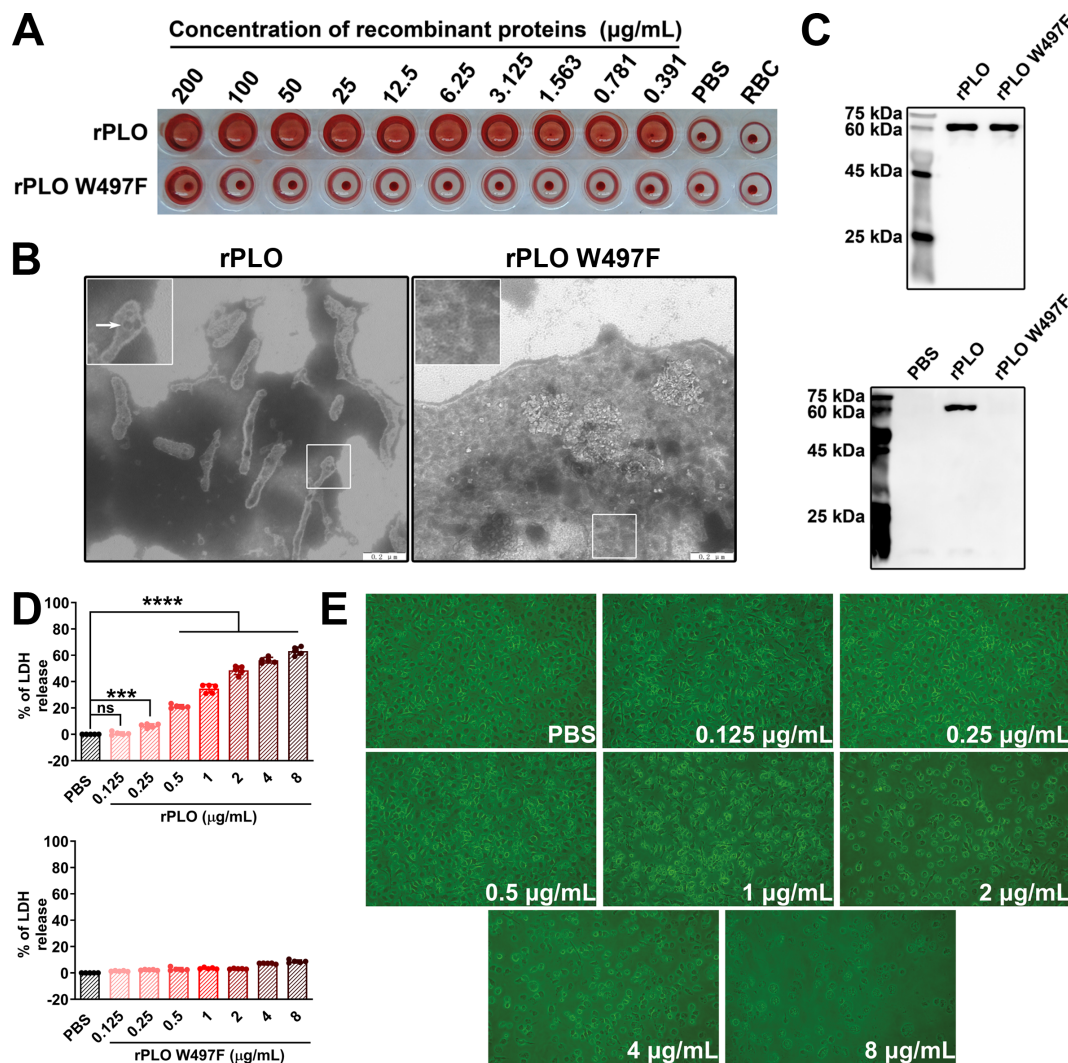 A
Concentration of recombinant proteins (µg/mL)
200 100 50 25 12.5 6.25 3.125 1.563 0.781 0.391 PBS RBC
rPLO
rPLO W497F
B
rPLO rPLO W497F
0.2 µm 0.2 µm
C
rPLO rPLO W497F
75 kDa
60 kDa
45 kDa
25 kDa
PBS rPLO rPLO W497F
75 kDa
60 kDa
45 kDa
25 kDa
D
% of LDH
release
100
80
60
40
20
0
-20
****
***
ns
PBS 0.125 0.25 0.5 1 2 4 8
rPLO (µg/mL)
% of LDH
release
100
80
60
40
20
0
-20
PBS 0.125 0.25 0.5 1 2 4 8
rPLO W497F (µg/mL)
E
PBS 0.125 µg/mL 0.25 µg/mL
0.5 µg/mL 1 µg/mL 2 µg/mL
4 µg/mL 8 µg/mL